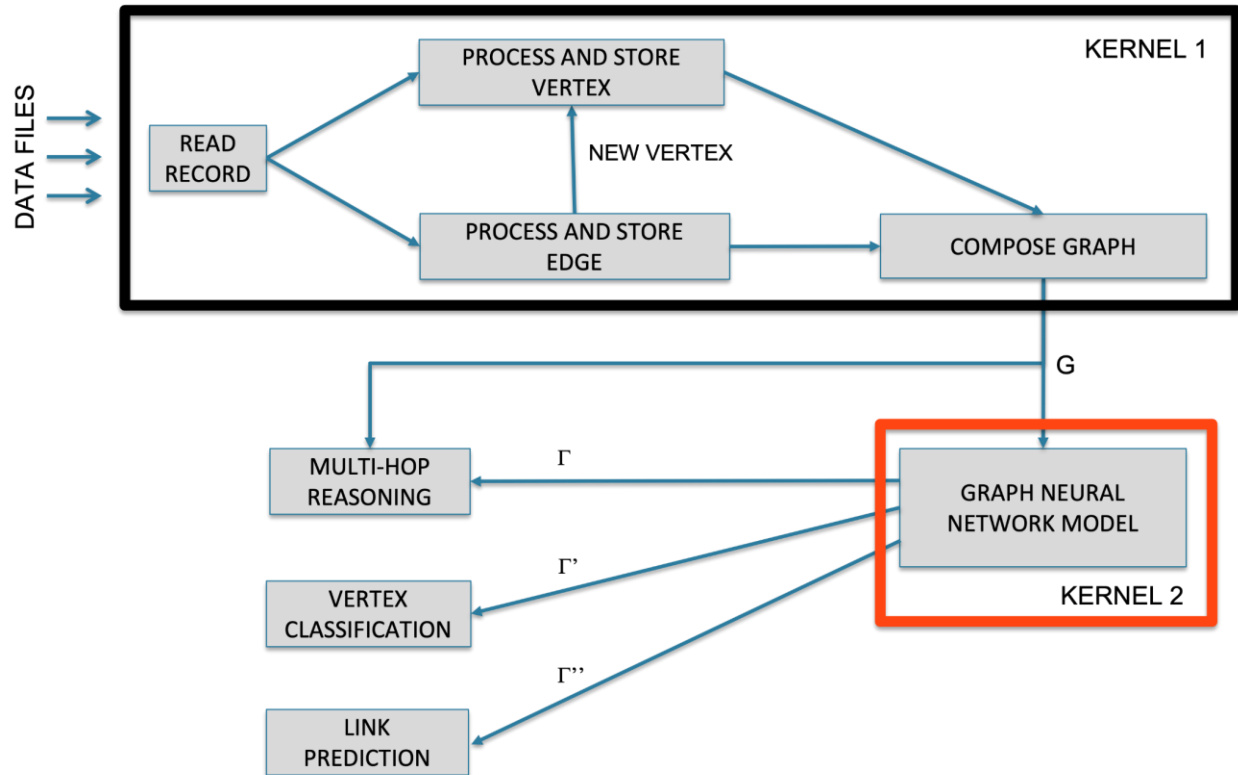 KERNEL 1
PROCESS AND STORE
VERTEX
DATA FILES
READ
RECORD
NEW VERTEX
PROCESS AND STORE
EDGE
COMPOSE GRAPH
G
MULTI-HOP
REASONING
Γ
GRAPH NEURAL
NETWORK MODEL
KERNEL 2
Γ’
VERTEX
CLASSIFICATION
Γ’’
LINK
PREDICTION